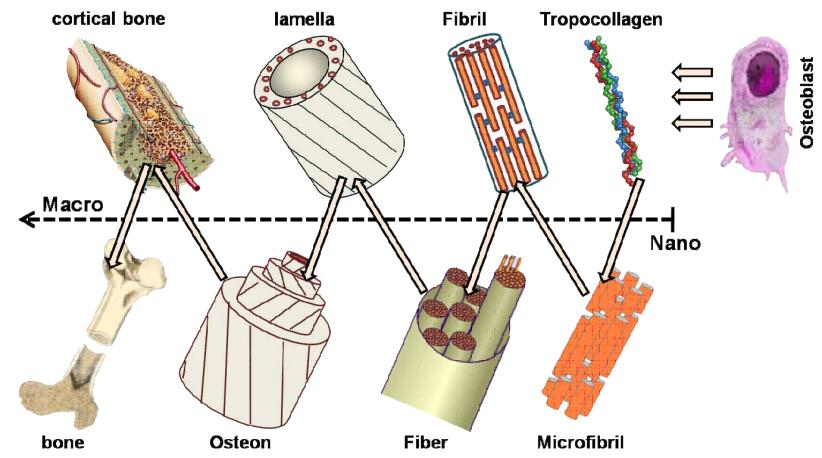 cortical bone
lamella
Fibril
Tropocollagen
Osteoblast
Macro
Nano
bone
Osteon
Fiber
Microfibril